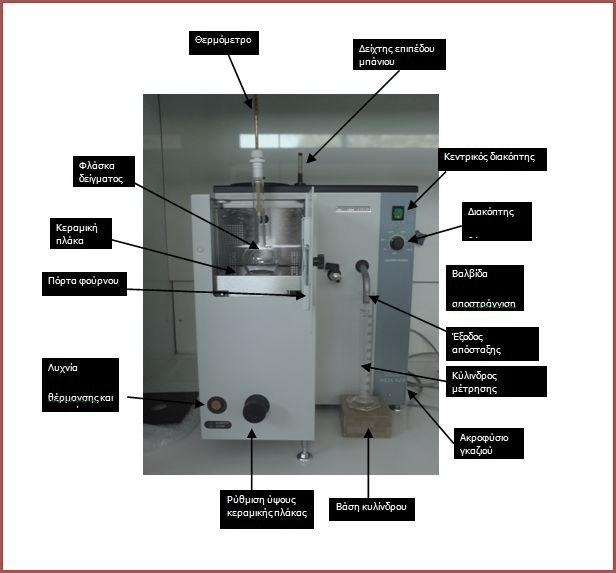 Θερμόμετρο
Δείχτης επιπέδου
μπάνιου
Φλάσκα
δείγματος
Κεντρικός διακόπτης
Κεραμική
πλάκα
Διακόπτης
Πόρτα φούρνου
Βαλβίδα
αποστράγγιση
Έξοδος
απόσταξης
Λυχνία
θέρμανσης και
Κύλινδρος
μέτρησης
Ακροφύσιο
γκαζιού
Ρύθμιση ύψους
κεραμικής πλάκας
Βάση κυλίνδρου